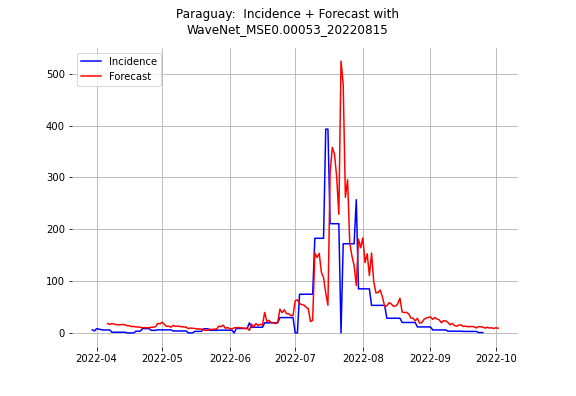 Paraguay:  Incidence + Forecast with
WaveNet_MSE0.00053_20220815
Incidence
Forecast
500
400
300
200
100
0
2022-04 2022-05 2022-06 2022-07 2022-08 2022-09 2022-10